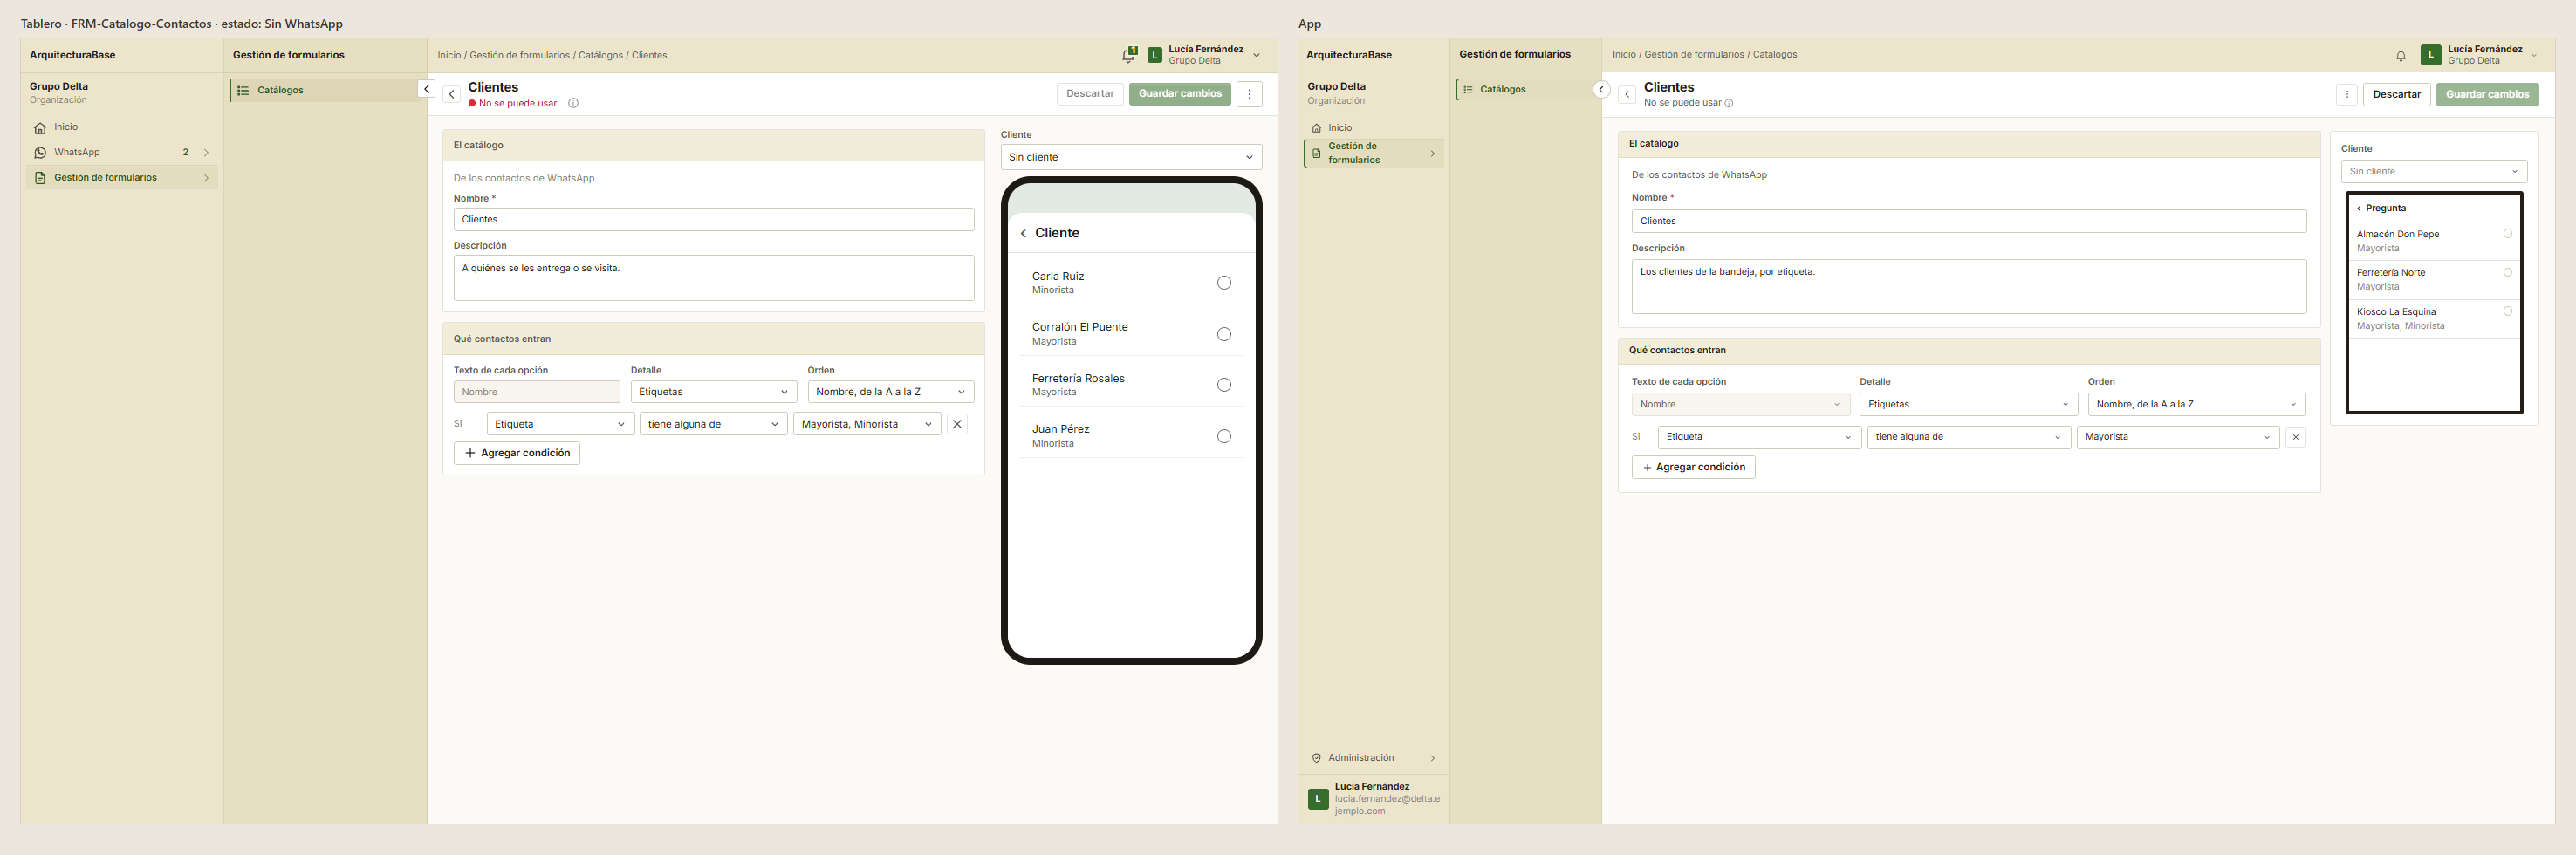 Tablero · FRM-Catalogo-Contactos · estado: Sin WhatsApp
ArquitecturaBase
Gestión de formularios
Inicio / Gestión de formularios / Catálogos / Clientes
1
L
Lucía Fernández
Grupo Delta
Grupo Delta
Organización
Inicio
WhatsApp 2
Gestión de formularios
Catálogos
Clientes
No se puede usar
Descartar
Guardar cambios
El catálogo
De los contactos de WhatsApp
Nombre *
Clientes
Descripción
A quiénes se les entrega o se visita.
Qué contactos entran
Texto de cada opción
Detalle
Orden
Nombre
Etiquetas
Nombre, de la A a la Z
Si
Etiqueta
tiene alguna de
Mayorista, Minorista
Agregar condición
Cliente
Sin cliente
Cliente
Carla Ruiz
Minorista
Corralón El Puente
Mayorista
Ferretería Rosales
Mayorista
Juan Pérez
Minorista
App
ArquitecturaBase
Gestión de formularios
Inicio / Gestión de formularios / Catálogos
L
Lucía Fernández
Grupo Delta
Grupo Delta
Organización
Inicio
Gestión de
formularios
Catálogos
Clientes
No se puede usar
Descartar
Guardar cambios
El catálogo
De los contactos de WhatsApp
Nombre *
Clientes
Descripción
Los clientes de la bandeja, por etiqueta.
Qué contactos entran
Texto de cada opción
Detalle
Orden
Nombre
Etiquetas
Nombre, de la A a la Z
Si
Etiqueta
tiene alguna de
Mayorista
Agregar condición
Cliente
Sin cliente
Pregunta
Almacén Don Pepe
Mayorista
Ferretería Norte
Mayorista
Kiosco La Esquina
Mayorista, Minorista
Administración
L
Lucía Fernández
lucia.fernandez@delta.e
jemplo.com